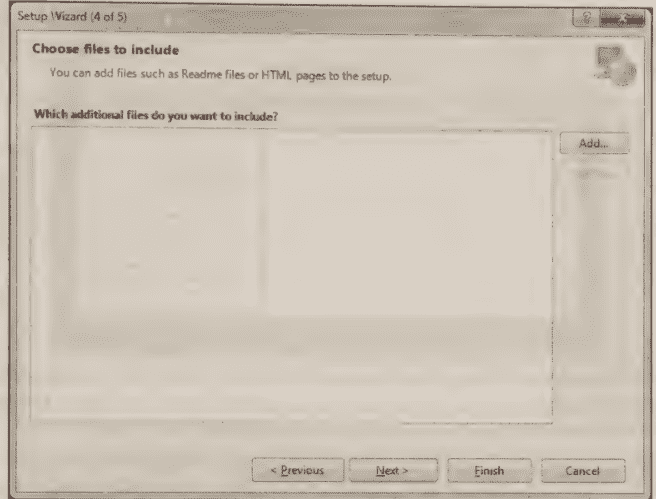 Setup Wizard (4 of 5)
Choose files to include
You can add files such as Readme files or HTML pages to the setup.
Which additional files do you want to include?
Add...
< Previous
Next >
Finish
Cancel